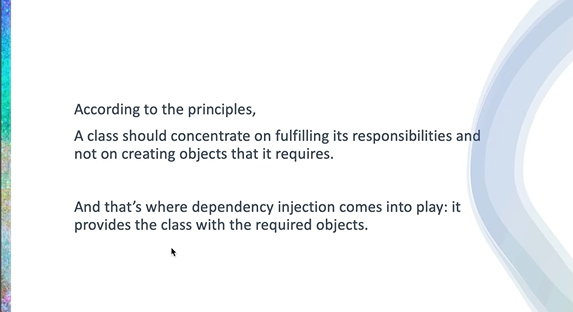 According to the principles,
A class should concentrate on fulfilling its responsibilities and
not on creating objects that it requires.
And that’s where dependency injection comes into play: it
provides the class with the required objects.